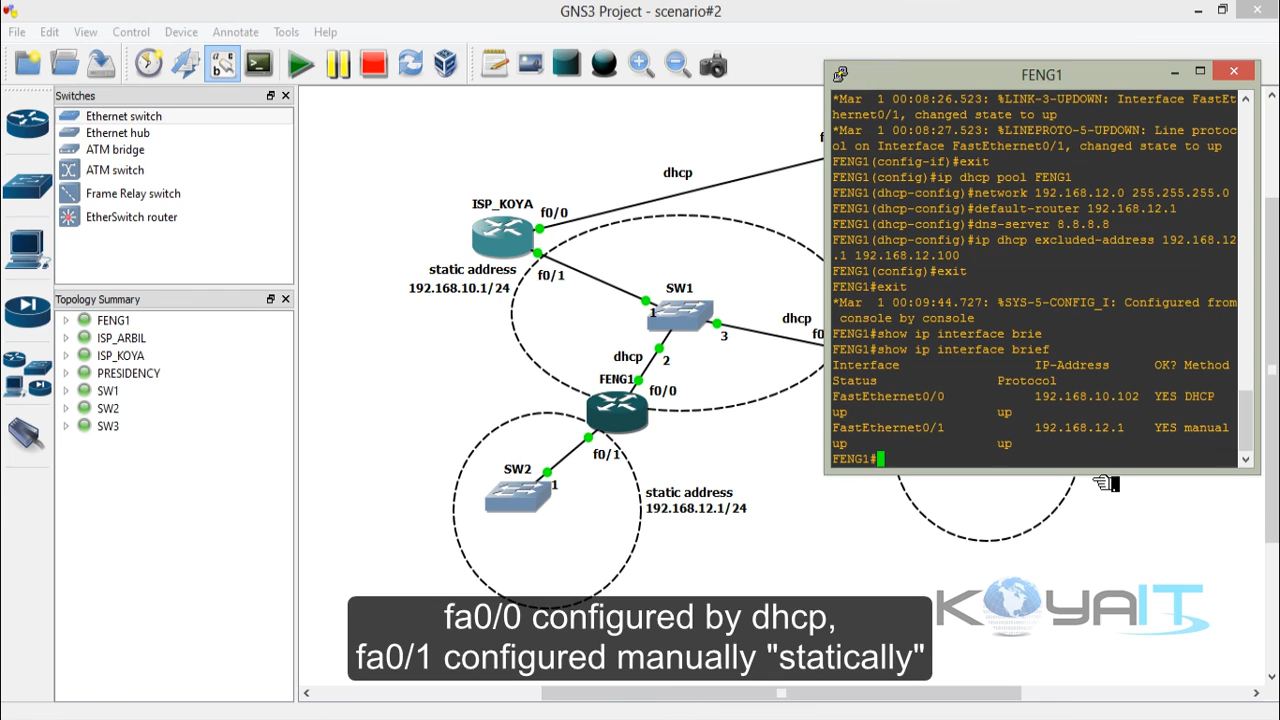 GNS3 Project - scenario#2
File Edit View Control Device Annotate Tools Help
Switches
Ethernet switch
Ethernet hub
ATM bridge
ATM switch
Frame Relay switch
EtherSwitch router
Topology Summary
FENG1
ISP_ARBIL
ISP_KOYA
PRESIDENCY
SW1
SW2
SW3
dhcp
ISP_KOYA
f0/0
static address
192.168.10.1/24
f0/1
SW1
1
2
3
dhcp
dhcp
FENG1
f0/0
f0/1
SW2
1
static address
192.168.12.1/24
FENG1
*Mar  1 00:08:26.523: %LINK-3-UPDOWN: Interface FastEt
hernet0/1, changed state to up
*Mar  1 00:08:27.523: %LINEPROTO-5-UPDOWN: Line protoc
ol on Interface FastEthernet0/1, changed state to up
FENG1(config-if)#exit
FENG1(config)#ip dhcp pool FENG1
FENG1(dhcp-config)#network 192.168.12.0 255.255.255.0
FENG1(dhcp-config)#default-router 192.168.12.1
FENG1(dhcp-config)#dns-server 8.8.8.8
FENG1(dhcp-config)#ip dhcp excluded-address 192.168.12
.1 192.168.12.100
FENG1(config)#exit
FENG1#exit
*Mar  1 00:09:44.727: %SYS-5-CONFIG_I: Configured from
console by console
FENG1#show ip interface brie
FENG1#show ip interface brief
Interface IP-Address OK? Method
Status Protocol
FastEthernet0/0 192.168.10.102 YES DHCP
up up
FastEthernet0/1 192.168.12.1 YES manual
up up
FENG1#
KOYAIT
fa0/0 configured by dhcp,
fa0/1 configured manually "statically"